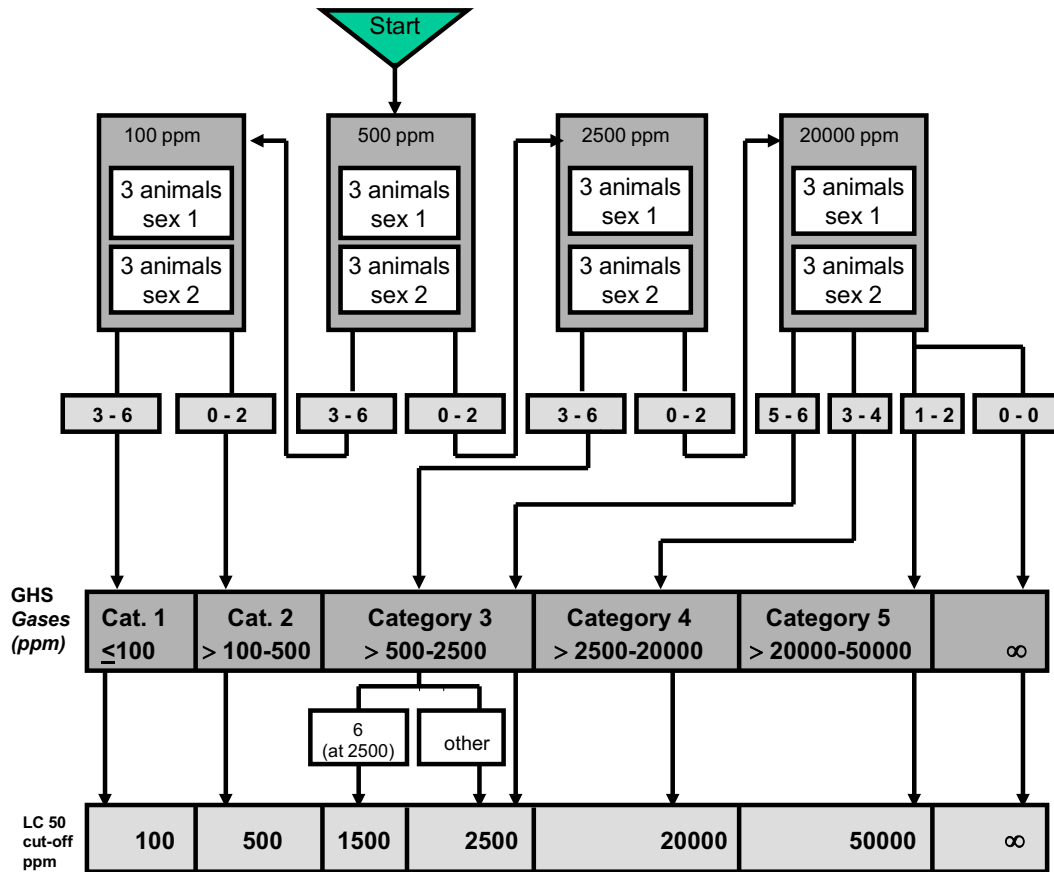 Start
100 ppm
500 ppm
2500 ppm
20000 ppm
3 animals
sex 1
3 animals
sex 1
3 animals
sex 1
3 animals
sex 1
3 animals
sex 2
3 animals
sex 2
3 animals
sex 2
3 animals
sex 2
3 - 6
0 - 2
3 - 6
0 - 2
3 - 6
0 - 2
5 - 6
3 - 4
1 - 2
0 - 0
GHS
Gases
(ppm)
Cat. 1
≤100
Cat. 2
> 100-500
Category 3
> 500-2500
Category 4
> 2500-20000
Category 5
> 20000-50000
∞
6
(at 2500)
other
LC 50
cut-off
ppm
100
500
1500
2500
20000
50000
∞